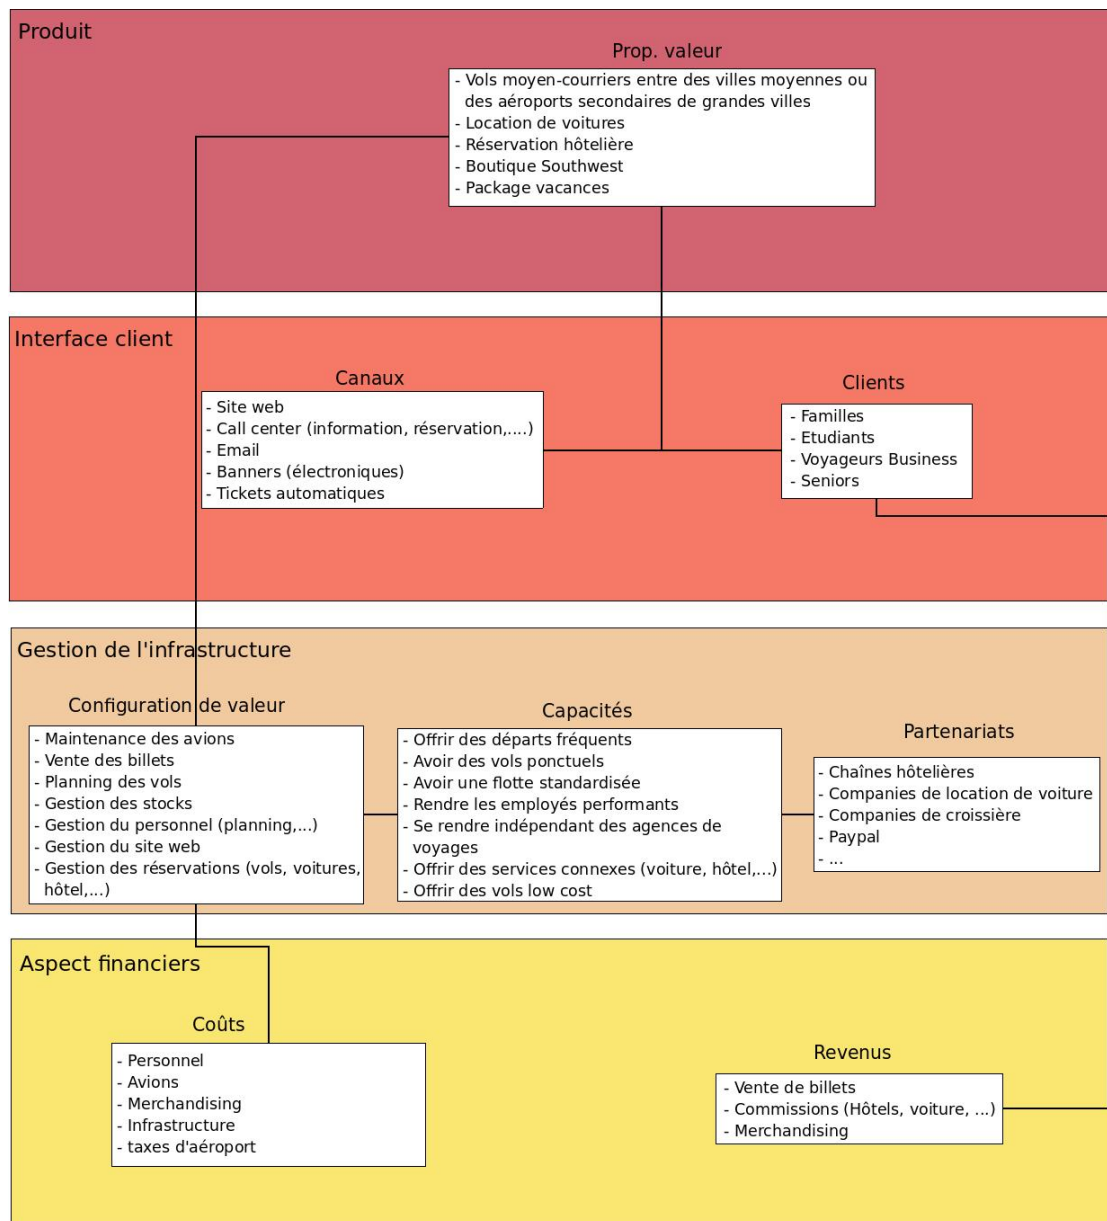 Produit
Prop. valeur
- Vols moyen-courriers entre des villes moyennes ou
des aéroports secondaires de grandes villes
- Location de voitures
- Réservation hôtelière
- Boutique Southwest
- Package vacances
Interface client
Canaux
- Site web
- Call center (information, réservation,....)
- Email
- Banners (électroniques)
- Tickets automatiques
Clients
- Familles
- Etudiants
- Voyageurs Business
- Seniors
Gestion de l'infrastructure
Configuration de valeur
- Maintenance des avions
- Vente des billets
- Planning des vols
- Gestion des stocks
- Gestion du personnel (planning,...)
- Gestion du site web
- Gestion des réservations (vols, voitures,
hôtel,...)
Capacités
- Offrir des départs fréquents
- Avoir des vols ponctuels
- Avoir une flotte standardisée
- Rendre les employés performants
- Se rendre indépendant des agences de
voyages
- Offrir des services connexes (voiture, hôtel,...)
- Offrir des vols low cost
Partenariats
- Chaînes hôtelières
- Companies de location de voiture
- Companies de croissière
- Paypal
- ...
Aspect financiers
Coûts
- Personnel
- Avions
- Merchandising
- Infrastructure
- taxes d'aéroport
Revenus
- Vente de billets
- Commissions (Hôtels, voiture, ...)
- Merchandising